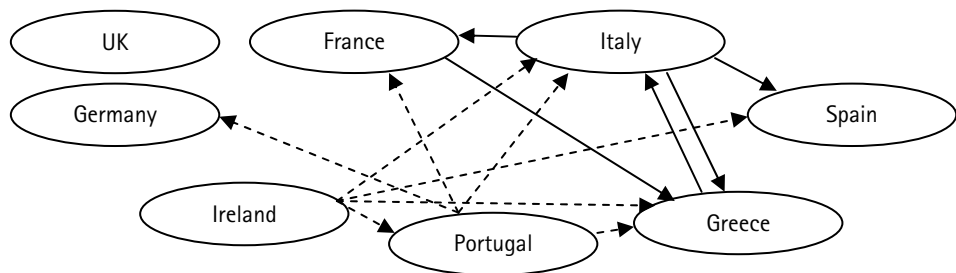 UK
France
Italy
Germany
Spain
Ireland
Portugal
Greece